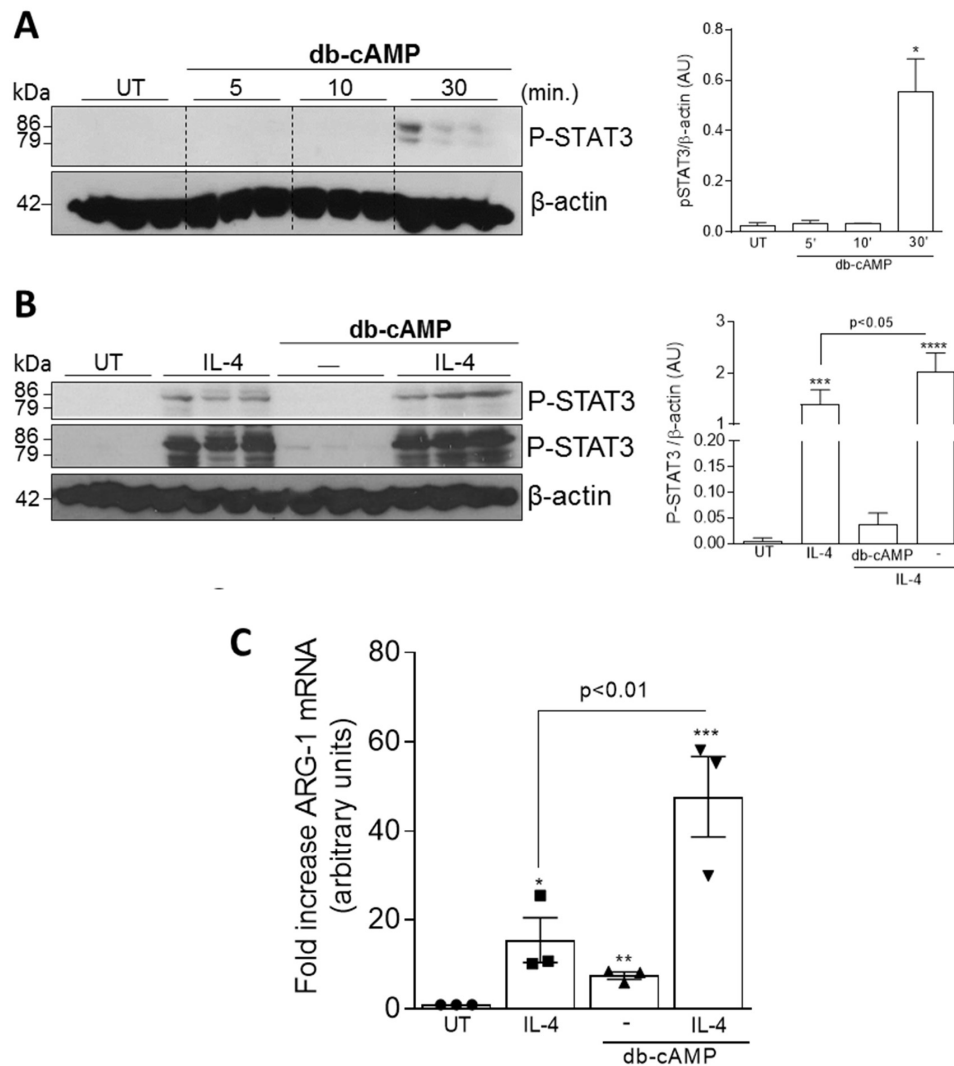 A
db-cAMP
kDa UT 5 10 30 (min.)
86
79
P-STAT3
42
β-actin
pSTAT3/β-actin (AU)
0.8
0.6
0.4
0.2
0.0
*
UT 5' 10' 30'
db-cAMP
B
db-cAMP
kDa UT IL-4 — IL-4
86
79
P-STAT3
86
79
P-STAT3
42
β-actin
P-STAT3/β-actin (AU)
3
2
1
0.20
0.15
0.10
0.05
0.00
p<0.05
***
****
UT IL-4 db-cAMP -
IL-4
C
Fold increase ARG-1 mRNA
(arbitrary units)
80
60
40
20
0
p<0.01
*
**
***
UT IL-4 - IL-4
db-cAMP